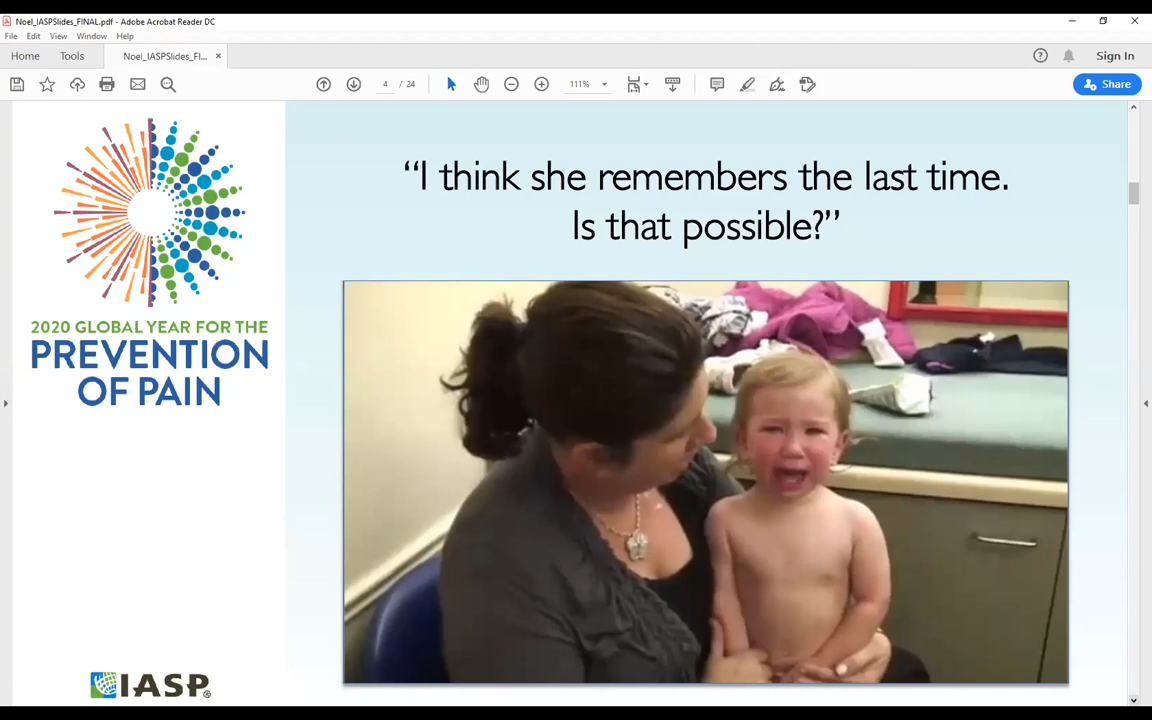 Noel_IASPSlides_FINAL.pdf - Adobe Acrobat Reader DC
File Edit View Window Help
Home Tools Noel_IASPSlides_Fl... × Sign In
4 / 24 111% Share
“I think she remembers the last time.
Is that possible?”
2020 GLOBAL YEAR FOR THE
PREVENTION
OF PAIN
IASP